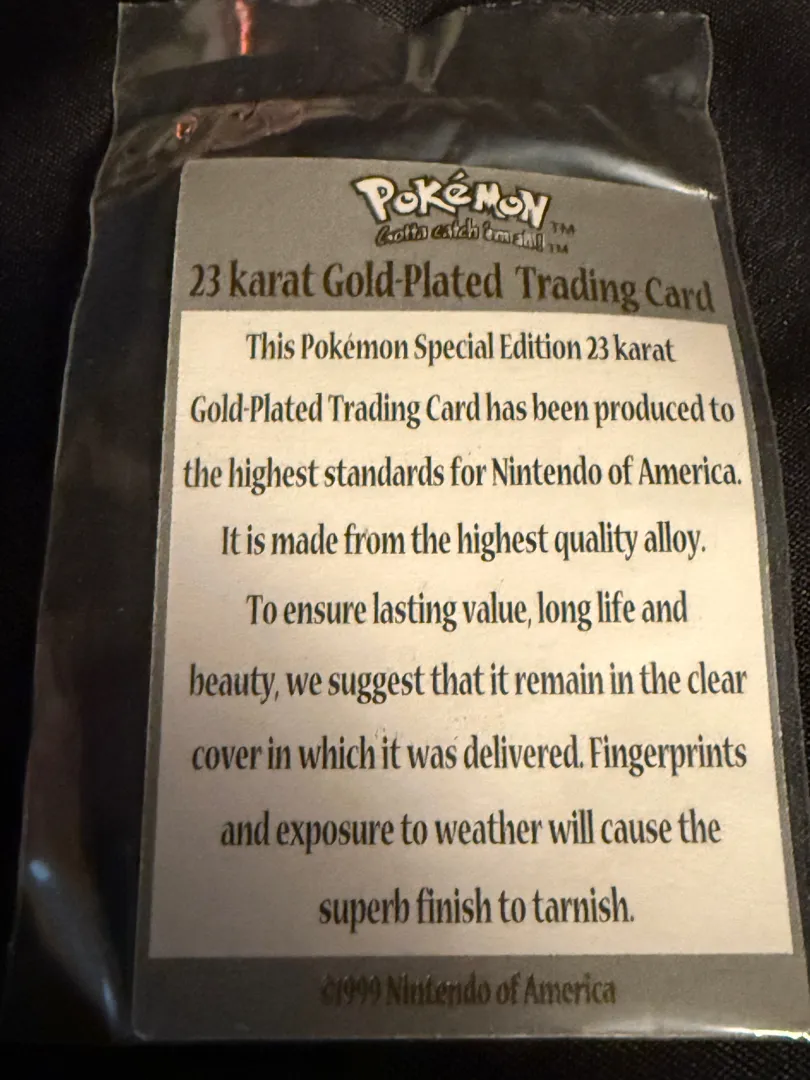 POKéMON
Gotta catch 'em all! TM
TM
23 karat Gold-Plated Trading Card
This Pokémon Special Edition 23 karat
Gold-Plated Trading Card has been produced to
the highest standards for Nintendo of America.
It is made from the highest quality alloy.
To ensure lasting value, long life and
beauty, we suggest that it remain in the clear
cover in which it was delivered. Fingerprints
and exposure to weather will cause the
superb finish to tarnish.
©1999 Nintendo of America